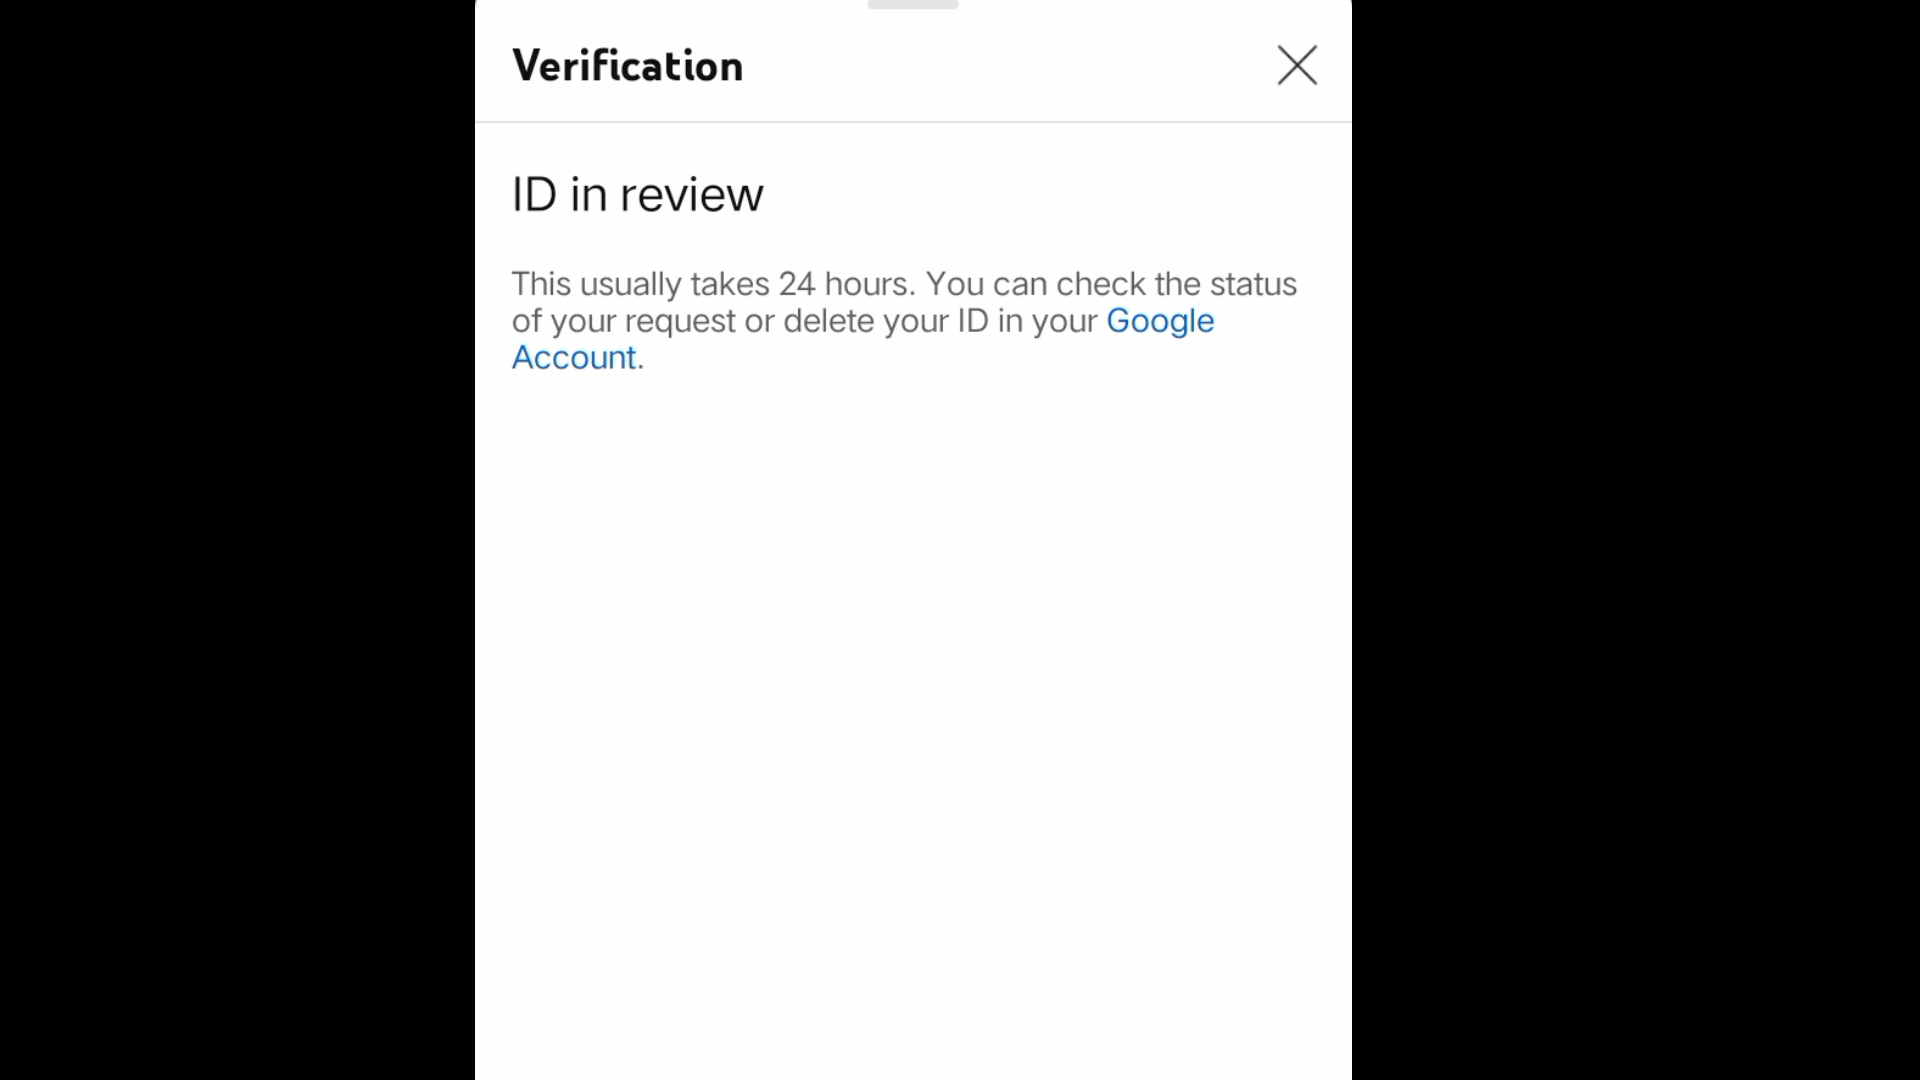 Verification
ID in review
This usually takes 24 hours. You can check the status
of your request or delete your ID in your Google
Account.